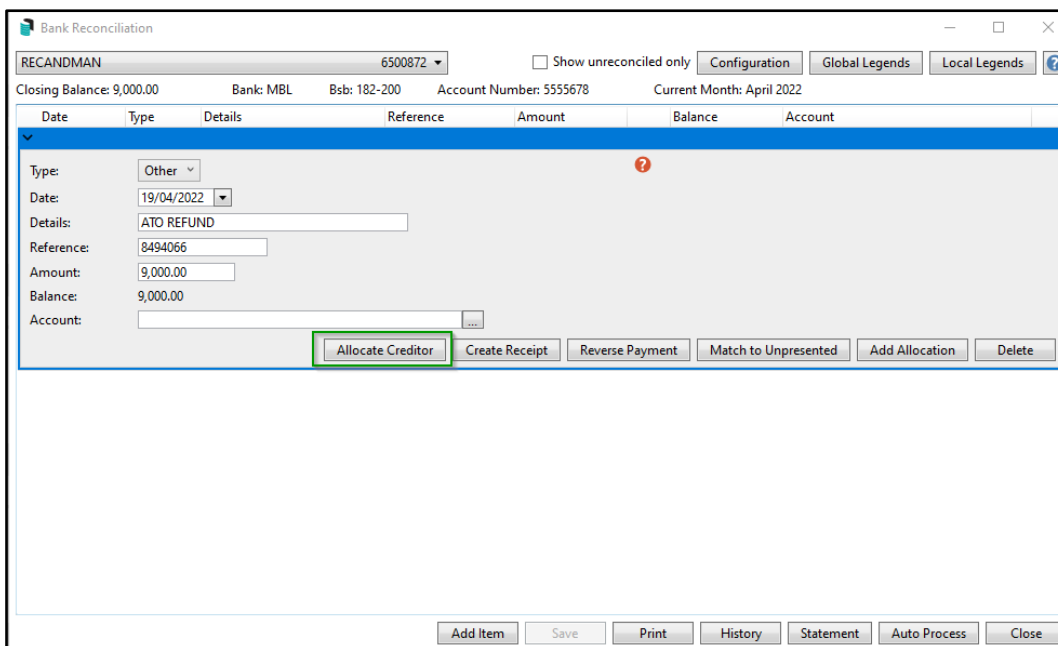 Bank Reconciliation
RECANDMAN 6500872 Show unreconciled only Configuration Global Legends Local Legends ?
Closing Balance: 9,000.00 Bank: MBL Bsb: 182-200 Account Number: 5555678 Current Month: April 2022
Date Type Details Reference Amount Balance Account
Type: Other ?
Date: 19/04/2022
Details: ATO REFUND
Reference: 8494066
Amount: 9,000.00
Balance: 9,000.00
Account: ...
Allocate Creditor Create Receipt Reverse Payment Match to Unpresented Add Allocation Delete
Add Item Save Print History Statement Auto Process Close